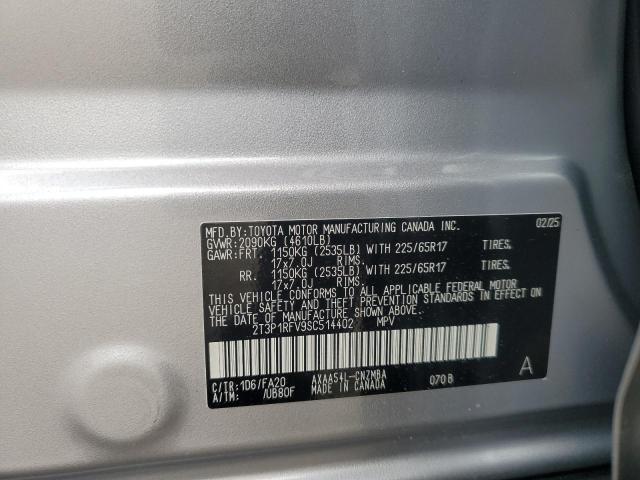 MFD.BY:TOYOTA MOTOR MANUFACTURING CANADA INC. 02/25
GVWR:2090KG (4610LB)
GAWR:FRT. 1150KG (2535LB) WITH 225/65R17 TIRES.
17x7.0J RIMS.
RR. 1150KG (2535LB) WITH 225/65R17 TIRES.
17x7.0J RIMS.
THIS VEHICLE CONFORMS TO ALL APPLICABLE FEDERAL MOTOR
VEHICLE SAFETY AND THEFT PREVENTION STANDARDS IN EFFECT ON
THE DATE OF MANUFACTURE SHOWN ABOVE.
2T3P1RFV9SC514402 MPV
C/TR:1D6/FA20 AXAA54L-CNZMBA 070B A
A/TM: /UB80F MADE IN CANADA